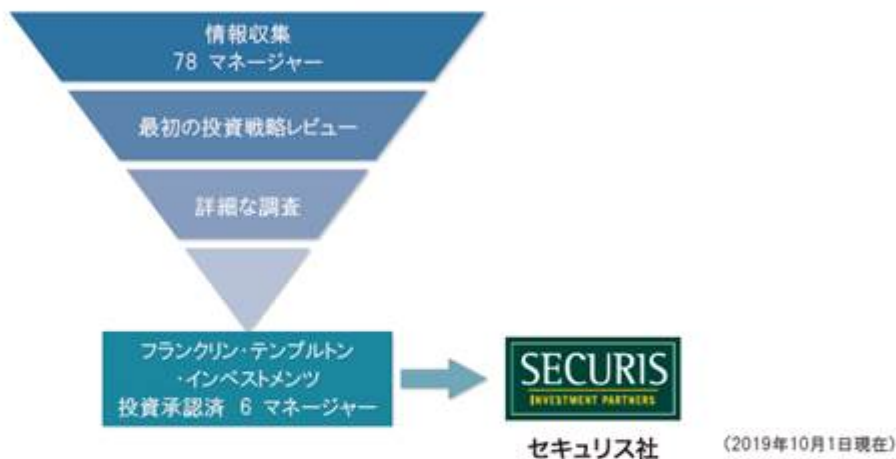 情報収集
78 マネージャー
最初の投資戦略レビュー
詳細な調査
フランクリン・テンプルトン
・インベストメンツ
投資承認済 6 マネージャー
SECURIS
INVESTMENT PARTNERS
セキュリス社
(2019年10月1日現在)